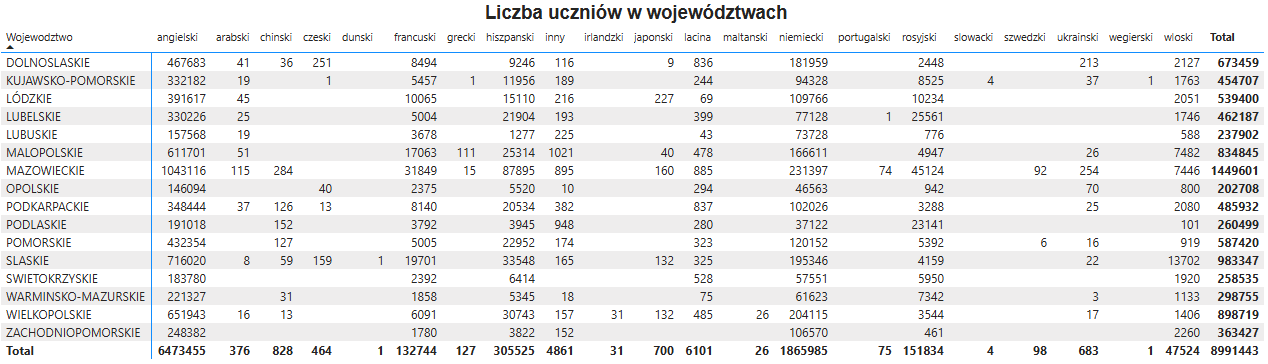 Liczba uczniów w województwach
Wojewodztwo angielski arabski chinski czeski dunski francuski grecki hiszpanski inny irlandzki japonski lacina maltanski niemiecki portugalski rosyjski slowacki szwedzki ukrainski wegierski wloski Total
DOLNOSLASKIE 467683 41 36 251 8494 9246 116 9 836 181959 2448 213 2127 673459
KUJAWSKO-POMORSKIE 332182 19 1 5457 1 11956 189 244 94328 8525 4 37 1 1763 454707
LÓDZKIE 391617 45 10065 15110 216 227 69 109766 10234 2051 539400
LUBELSKIE 330226 25 5004 21904 193 399 77128 1 25561 1746 462187
LUBUSKIE 157568 19 3678 1277 225 43 73728 776 588 237902
MALOPOLSKIE 611701 51 17063 111 25314 1021 40 478 166611 4947 26 7482 834845
MAZOWIECKIE 1043116 115 284 31849 15 87895 895 160 885 231397 74 45124 92 254 7446 1449601
OPOLSKIE 146094 40 2375 5520 10 294 46563 942 70 800 202708
PODKARPACKIE 348444 37 126 13 8140 20534 382 837 102026 3288 25 2080 485932
PODLASKIE 191018 152 3792 3945 948 280 37122 23141 101 260499
POMORSKIE 432354 127 5005 22952 174 323 120152 5392 6 16 919 587420
SLASKIE 716020 8 59 159 1 19701 33548 165 132 325 195346 4159 22 13702 983347
SWIETOKRZYSKIE 183780 2392 6414 528 57551 5950 1920 258535
WARMINSKO-MAZURSKIE 221327 31 1858 5345 18 75 61623 7342 3 1133 298755
WIELKOPOLSKIE 651943 16 13 6091 30743 157 31 132 485 26 204115 3544 17 1406 898719
ZACHODNIOPOMORSKIE 248382 1780 3822 152 106570 461 2260 363427
Total 6473455 376 828 464 1 132744 127 305525 4861 31 700 6101 26 1865985 75 151834 4 98 683 1 47524 8991443